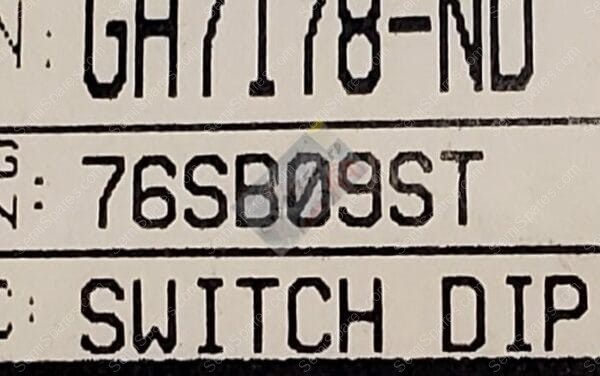 N: GH7178-ND
G
N: 76SB09ST
C: SWITCH DIP